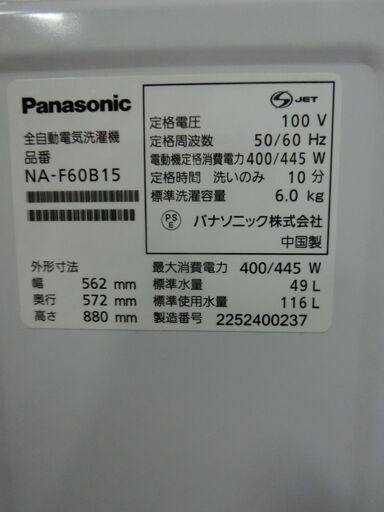 Panasonic
全自動電気洗濯機
品番
NA-F60B15
外形寸法
幅 562 mm
奥行 572 mm
高さ 880 mm
S JET
定格電圧 100 V
定格周波数 50/60 Hz
電動機定格消費電力 400/445 W
定格時間 洗いのみ 10 分
標準洗濯容量 6.0 kg
PS E パナソニック株式会社
中国製
最大消費電力 400/445 W
標準水量 49 L
標準使用水量 116 L
製造番号 2252400237